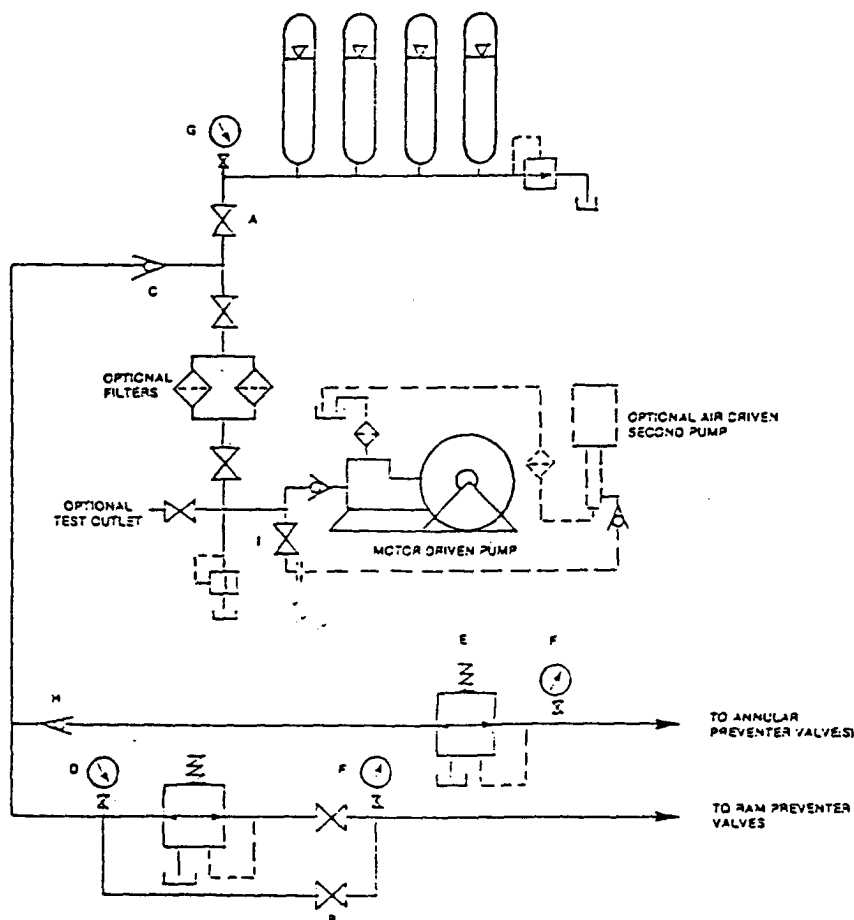 G
A
C
OPTIONAL
FILTERS
OPTIONAL AIR DRIVEN
SECOND PUMP
OPTIONAL
TEST OUTLET
I
MOTOR DRIVEN PUMP
E
F
H
TO ANNULAR
PREVENTER VALVE(S)
D
F
TO RAM PREVENTER
VALVES